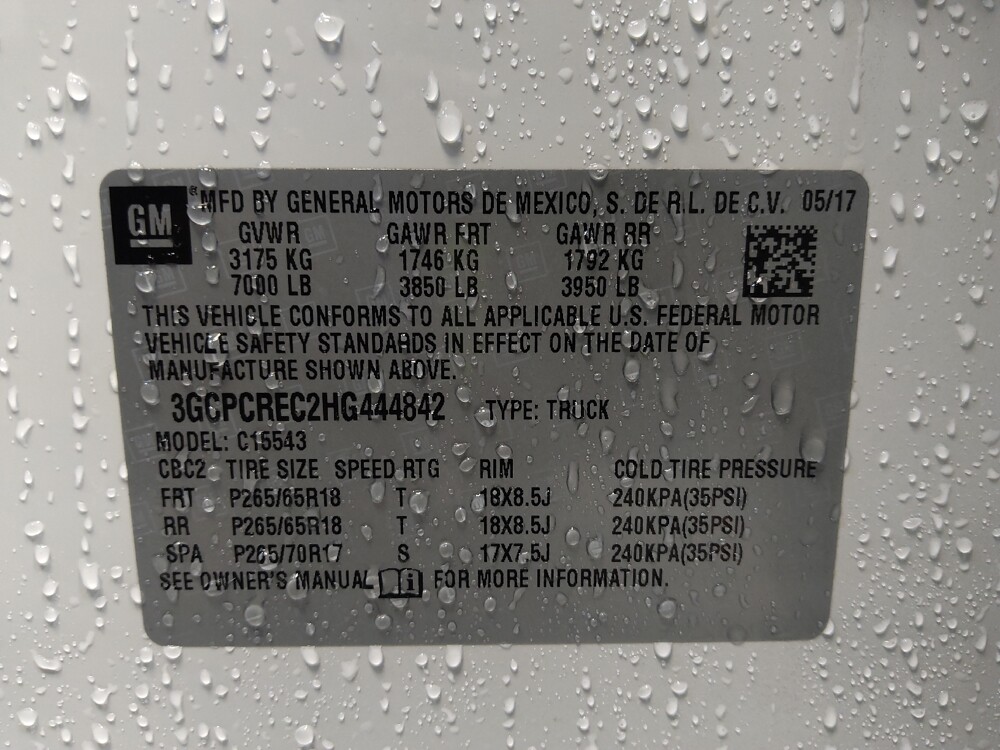 GM ® MFD BY GENERAL MOTORS DE MEXICO, S. DE R.L. DE C.V. 05/17
GVWR GAWR FRT GAWR RR
3175 KG 1746 KG 1792 KG
7000 LB 3850 LB 3950 LB
THIS VEHICLE CONFORMS TO ALL APPLICABLE U.S. FEDERAL MOTOR
VEHICLE SAFETY STANDARDS IN EFFECT ON THE DATE OF
MANUFACTURE SHOWN ABOVE.
3GCPCREC2HG444842 TYPE: TRUCK
MODEL: C15543
CBC2 TIRE SIZE SPEED RTG RIM COLD TIRE PRESSURE
FRT P265/65R18 T 18X8.5J 240KPA(35PSI)
RR P265/65R18 T 18X8.5J 240KPA(35PSI)
SPA P265/70R17 S 17X7.5J 240KPA(35PSI)
SEE OWNER'S MANUAL i FOR MORE INFORMATION.